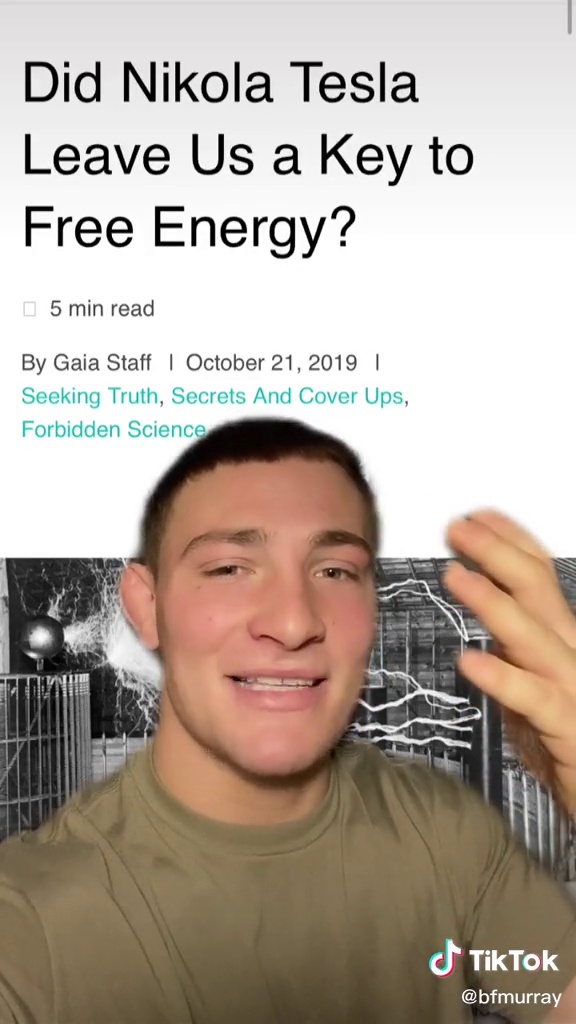 Did Nikola Tesla
Leave Us a Key to
Free Energy?
5 min read
By Gaia Staff | October 21, 2019 |
Seeking Truth, Secrets And Cover Ups,
Forbidden Science
TikTok
@bfmurray